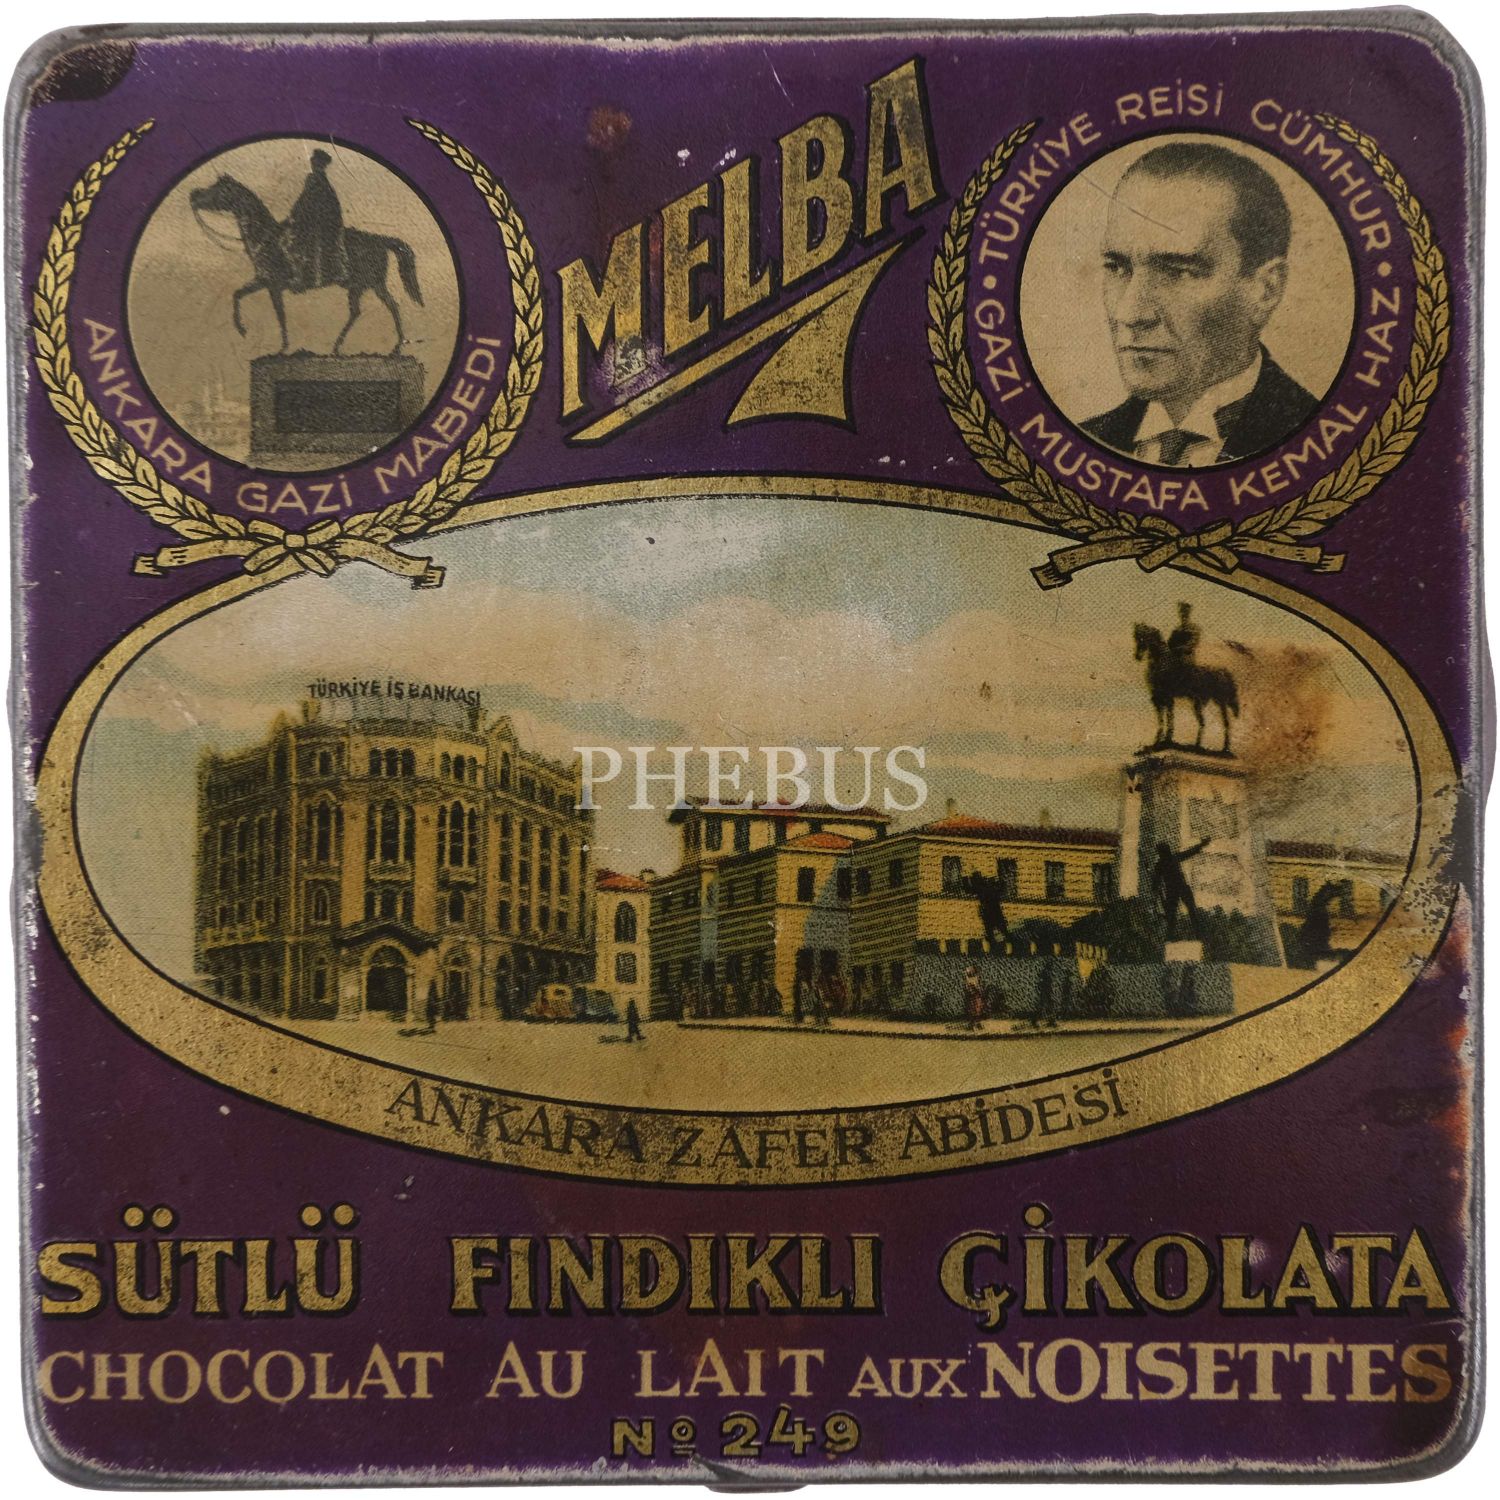 MELBA
ANKARA GAZİ MABEDİ
• GAZİ MUSTAFA KEMAL HAZ •
TÜRKİYE REİSİ CÜMHUR
TÜRKİYE İŞ BANKASI
PHEBUS
ANKARA ZAFER ABİDESİ
SÜTLÜ FINDIKLI ÇİKOLATA
CHOCOLAT AU LAIT AUX NOISETTES
Nº 249